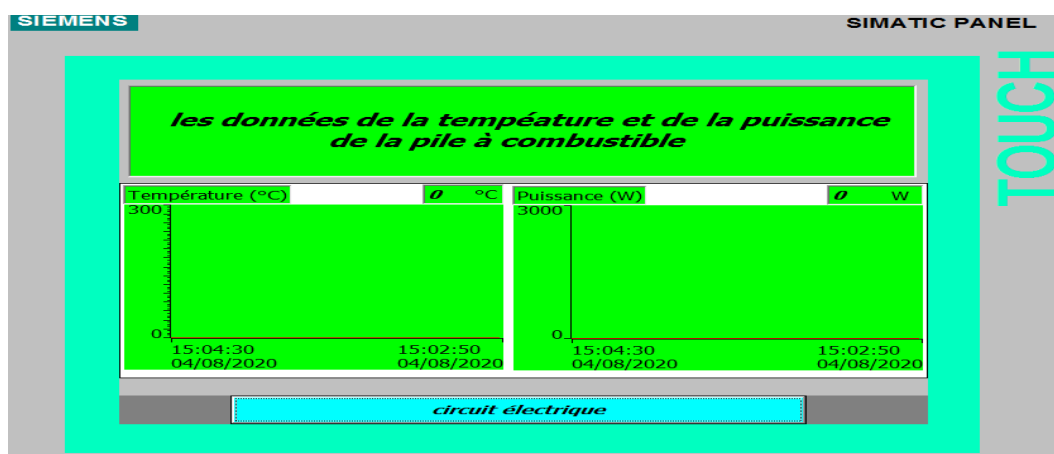 SIEMENS
SIMATIC PANEL
TOUCH
les données de la tempéature et de la puissance
de la pile à combustible
Température (°C) 0 °C
300
0
15:04:30 15:02:50
04/08/2020 04/08/2020
Puissance (W) 0 W
3000
0
15:04:30 15:02:50
04/08/2020 04/08/2020
circuit électrique